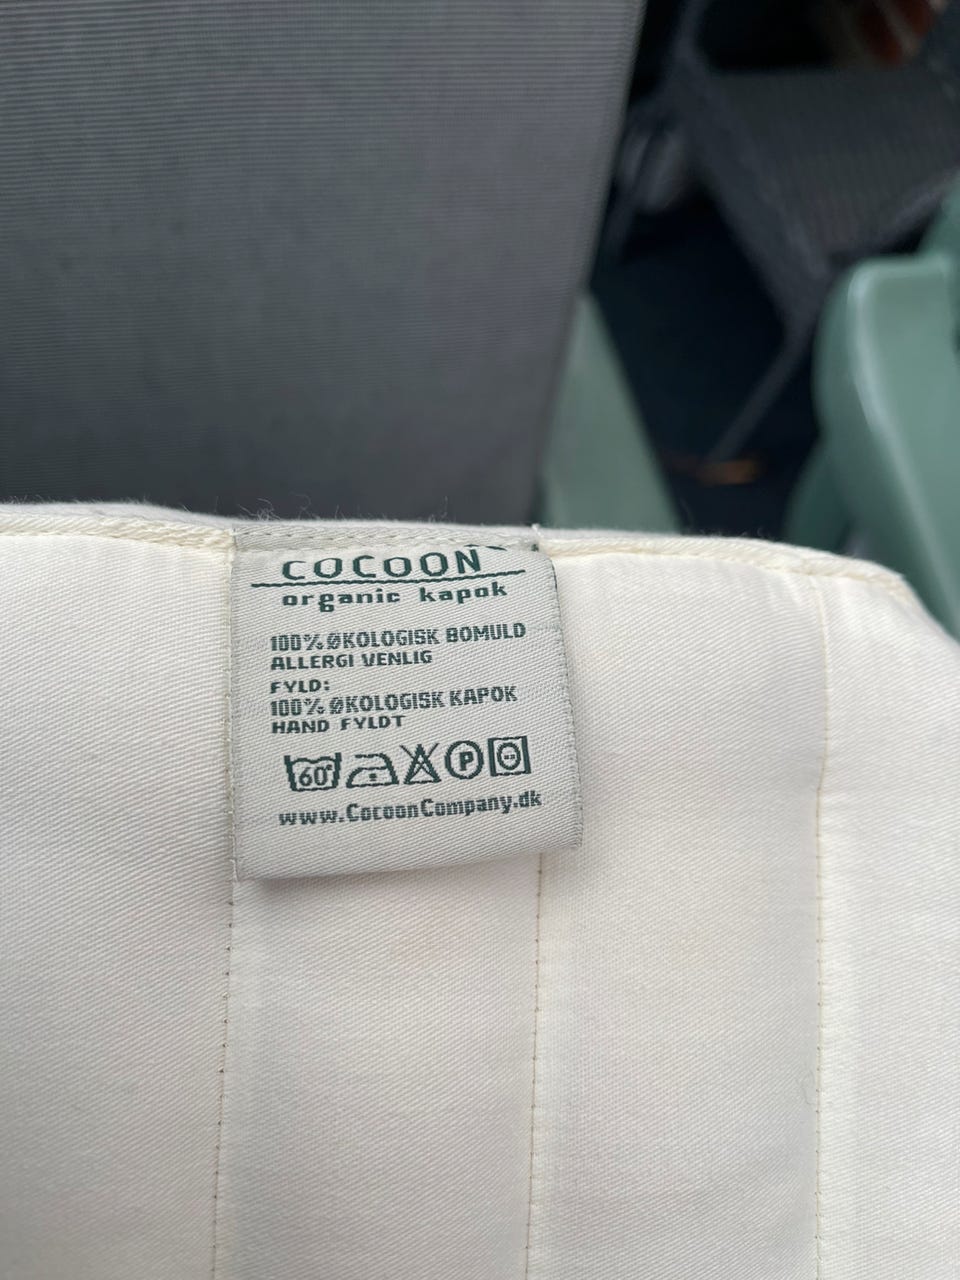 COCOON
organic kapok
100% ØKOLOGISK BOMULD
ALLERGI VENLIG
FYLD:
100% ØKOLOGISK KAPOK
HAND FYLDT
60° P
www.CocoonCompany.dk